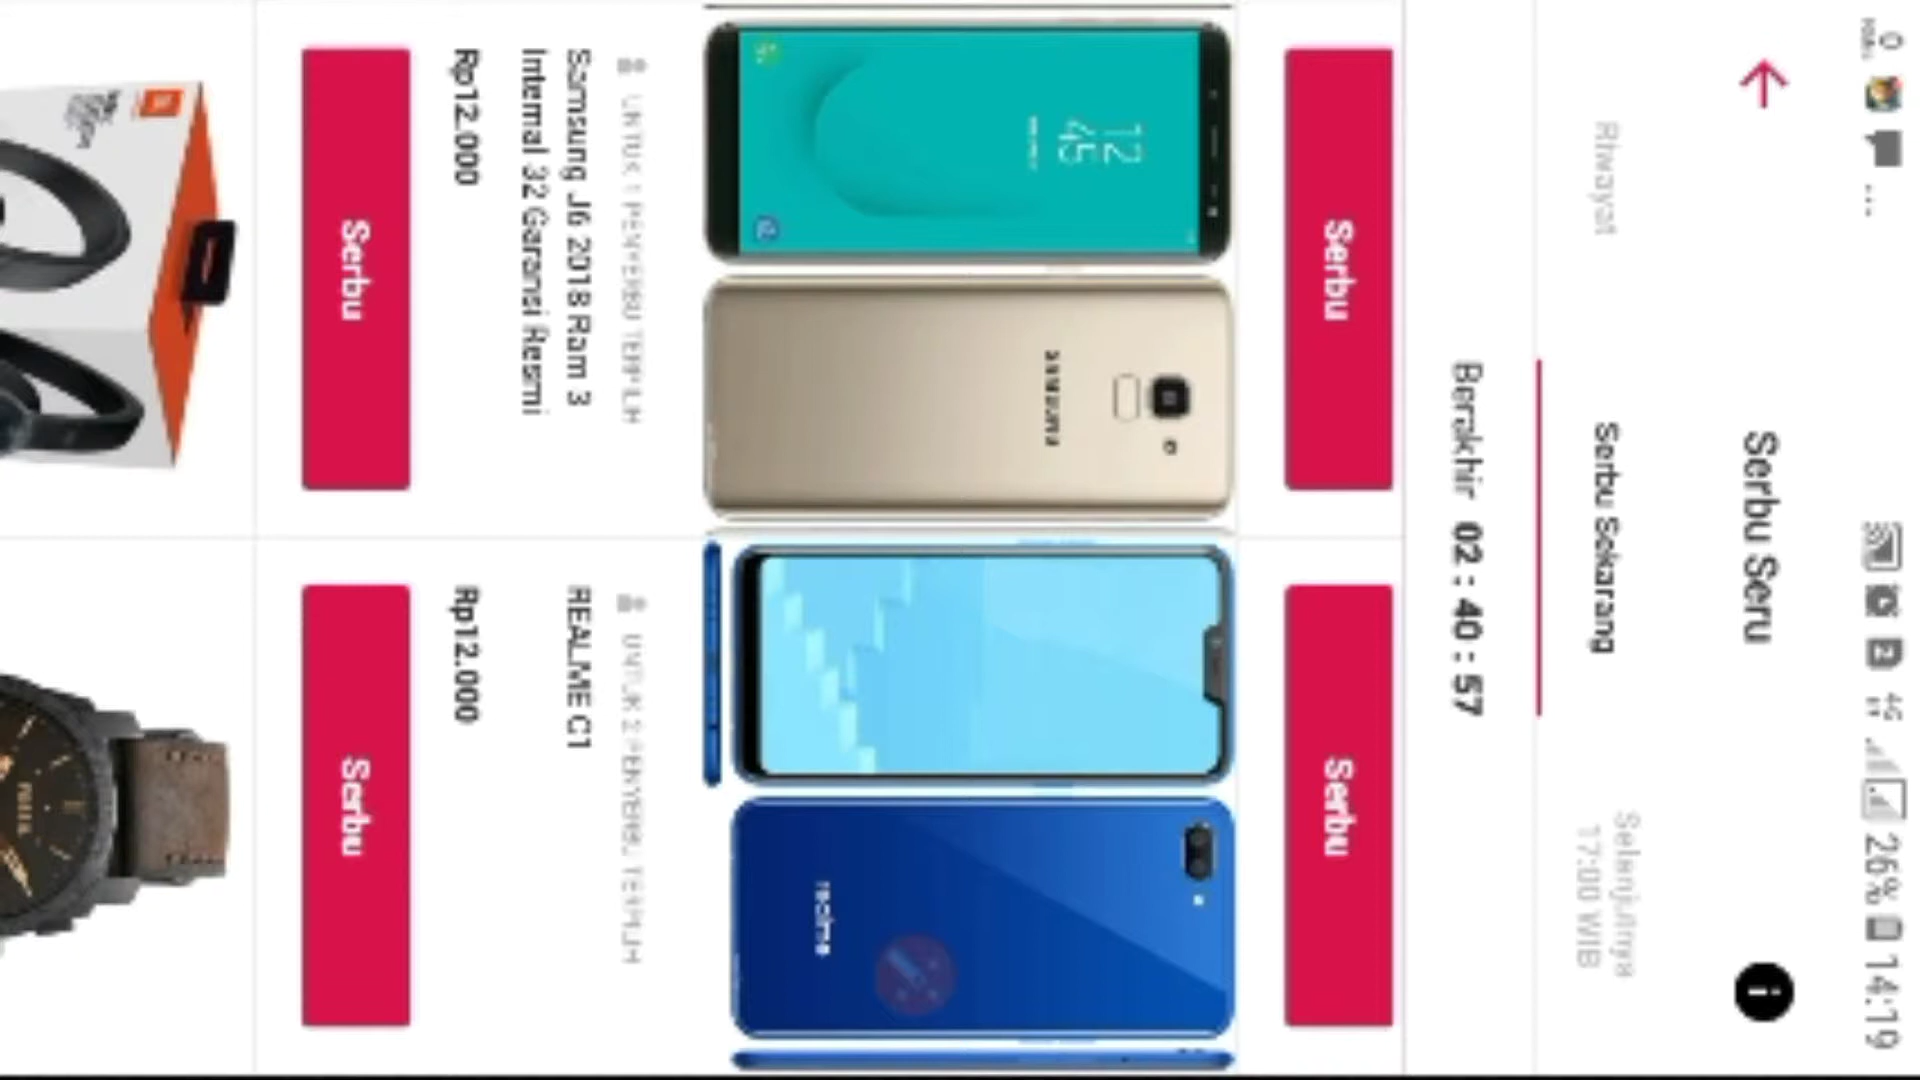 0
...
26%
14:19
Serbu Seru
Riwayat
Serbu Sekarang
Selanjutnya
17:00 WIB
Berakhir 02 : 40 : 57
Serbu
Serbu
12
45
SAMSUNG
realme
UNTUK 1 PENYERBU TERPILIH
Samsung J6 2018 Ram 3
Internal 32 Garansi Resmi
Rp12.000
Serbu
UNTUK 2 PENYERBU TERPILIH
REALME C1
Rp12.000
Serbu